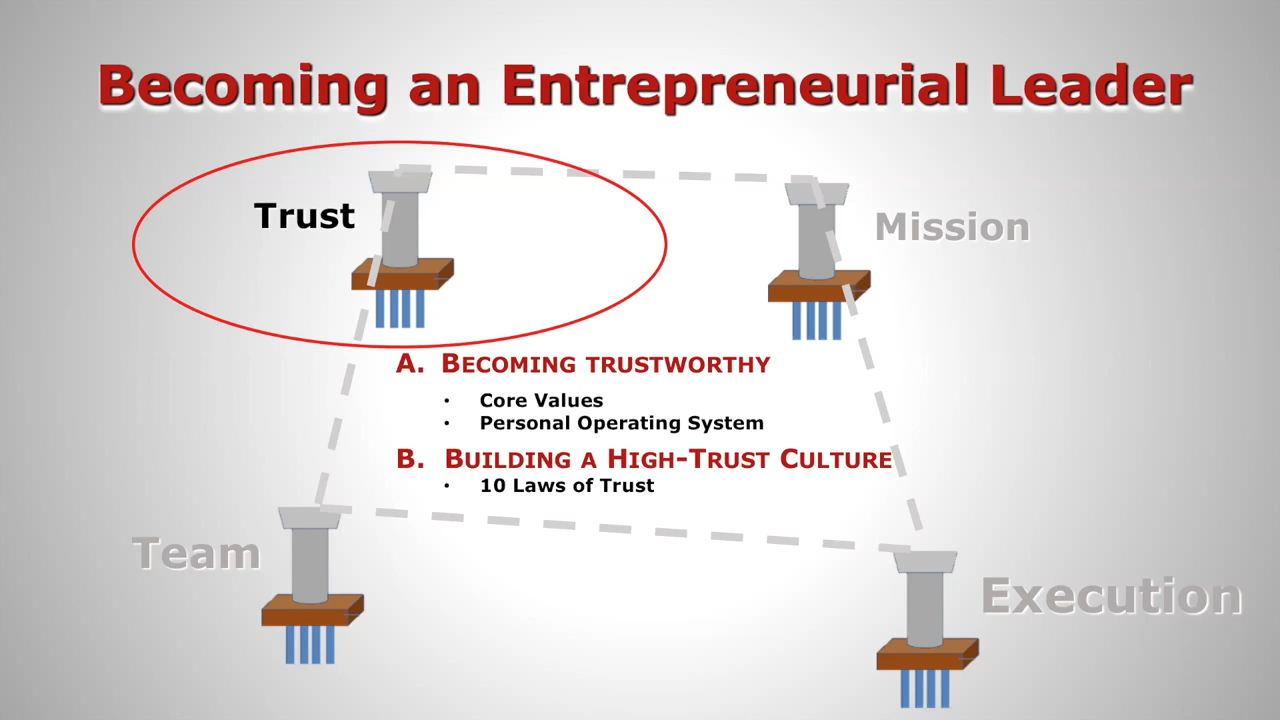 Becoming an Entrepreneurial Leader
Trust
Mission
A. Becoming trustworthy
• Core Values
• Personal Operating System
B. Building a High-Trust Culture
• 10 Laws of Trust
Team
Execution